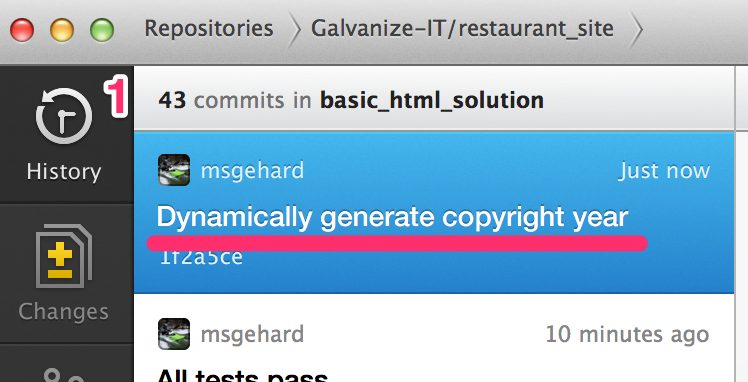 Repositories Galvanize-IT/restaurant_site
1
History
Changes
43 commits in basic_html_solution
msgehard Just now
Dynamically generate copyright year
1f2a5ce
msgehard 10 minutes ago
All tests pass